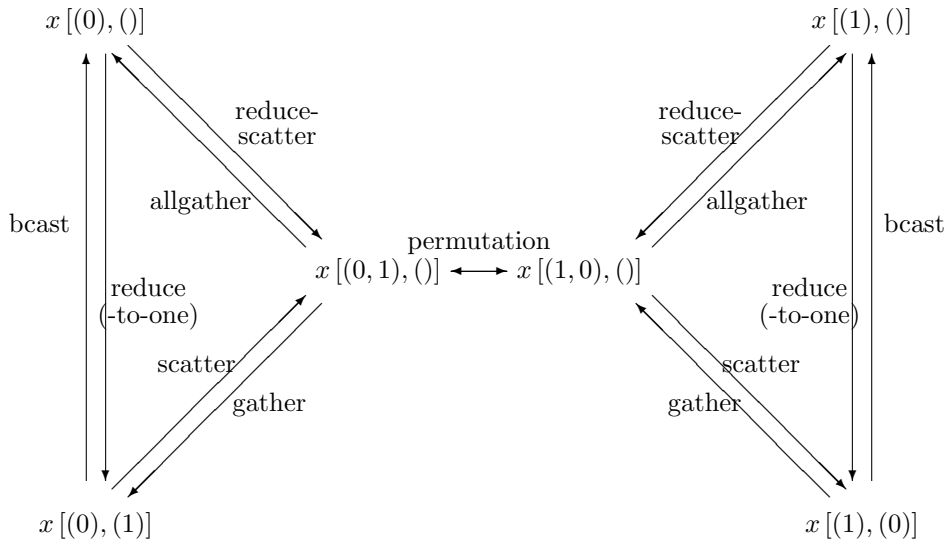 x [(0), ()]
x [(1), ()]
reduce-
scatter
reduce-
scatter
allgather
allgather
bcast
bcast
permutation
x [(0, 1), ()]
x [(1, 0), ()]
reduce
(-to-one)
reduce
(-to-one)
scatter
scatter
gather
gather
x [(0), (1)]
x [(1), (0)]